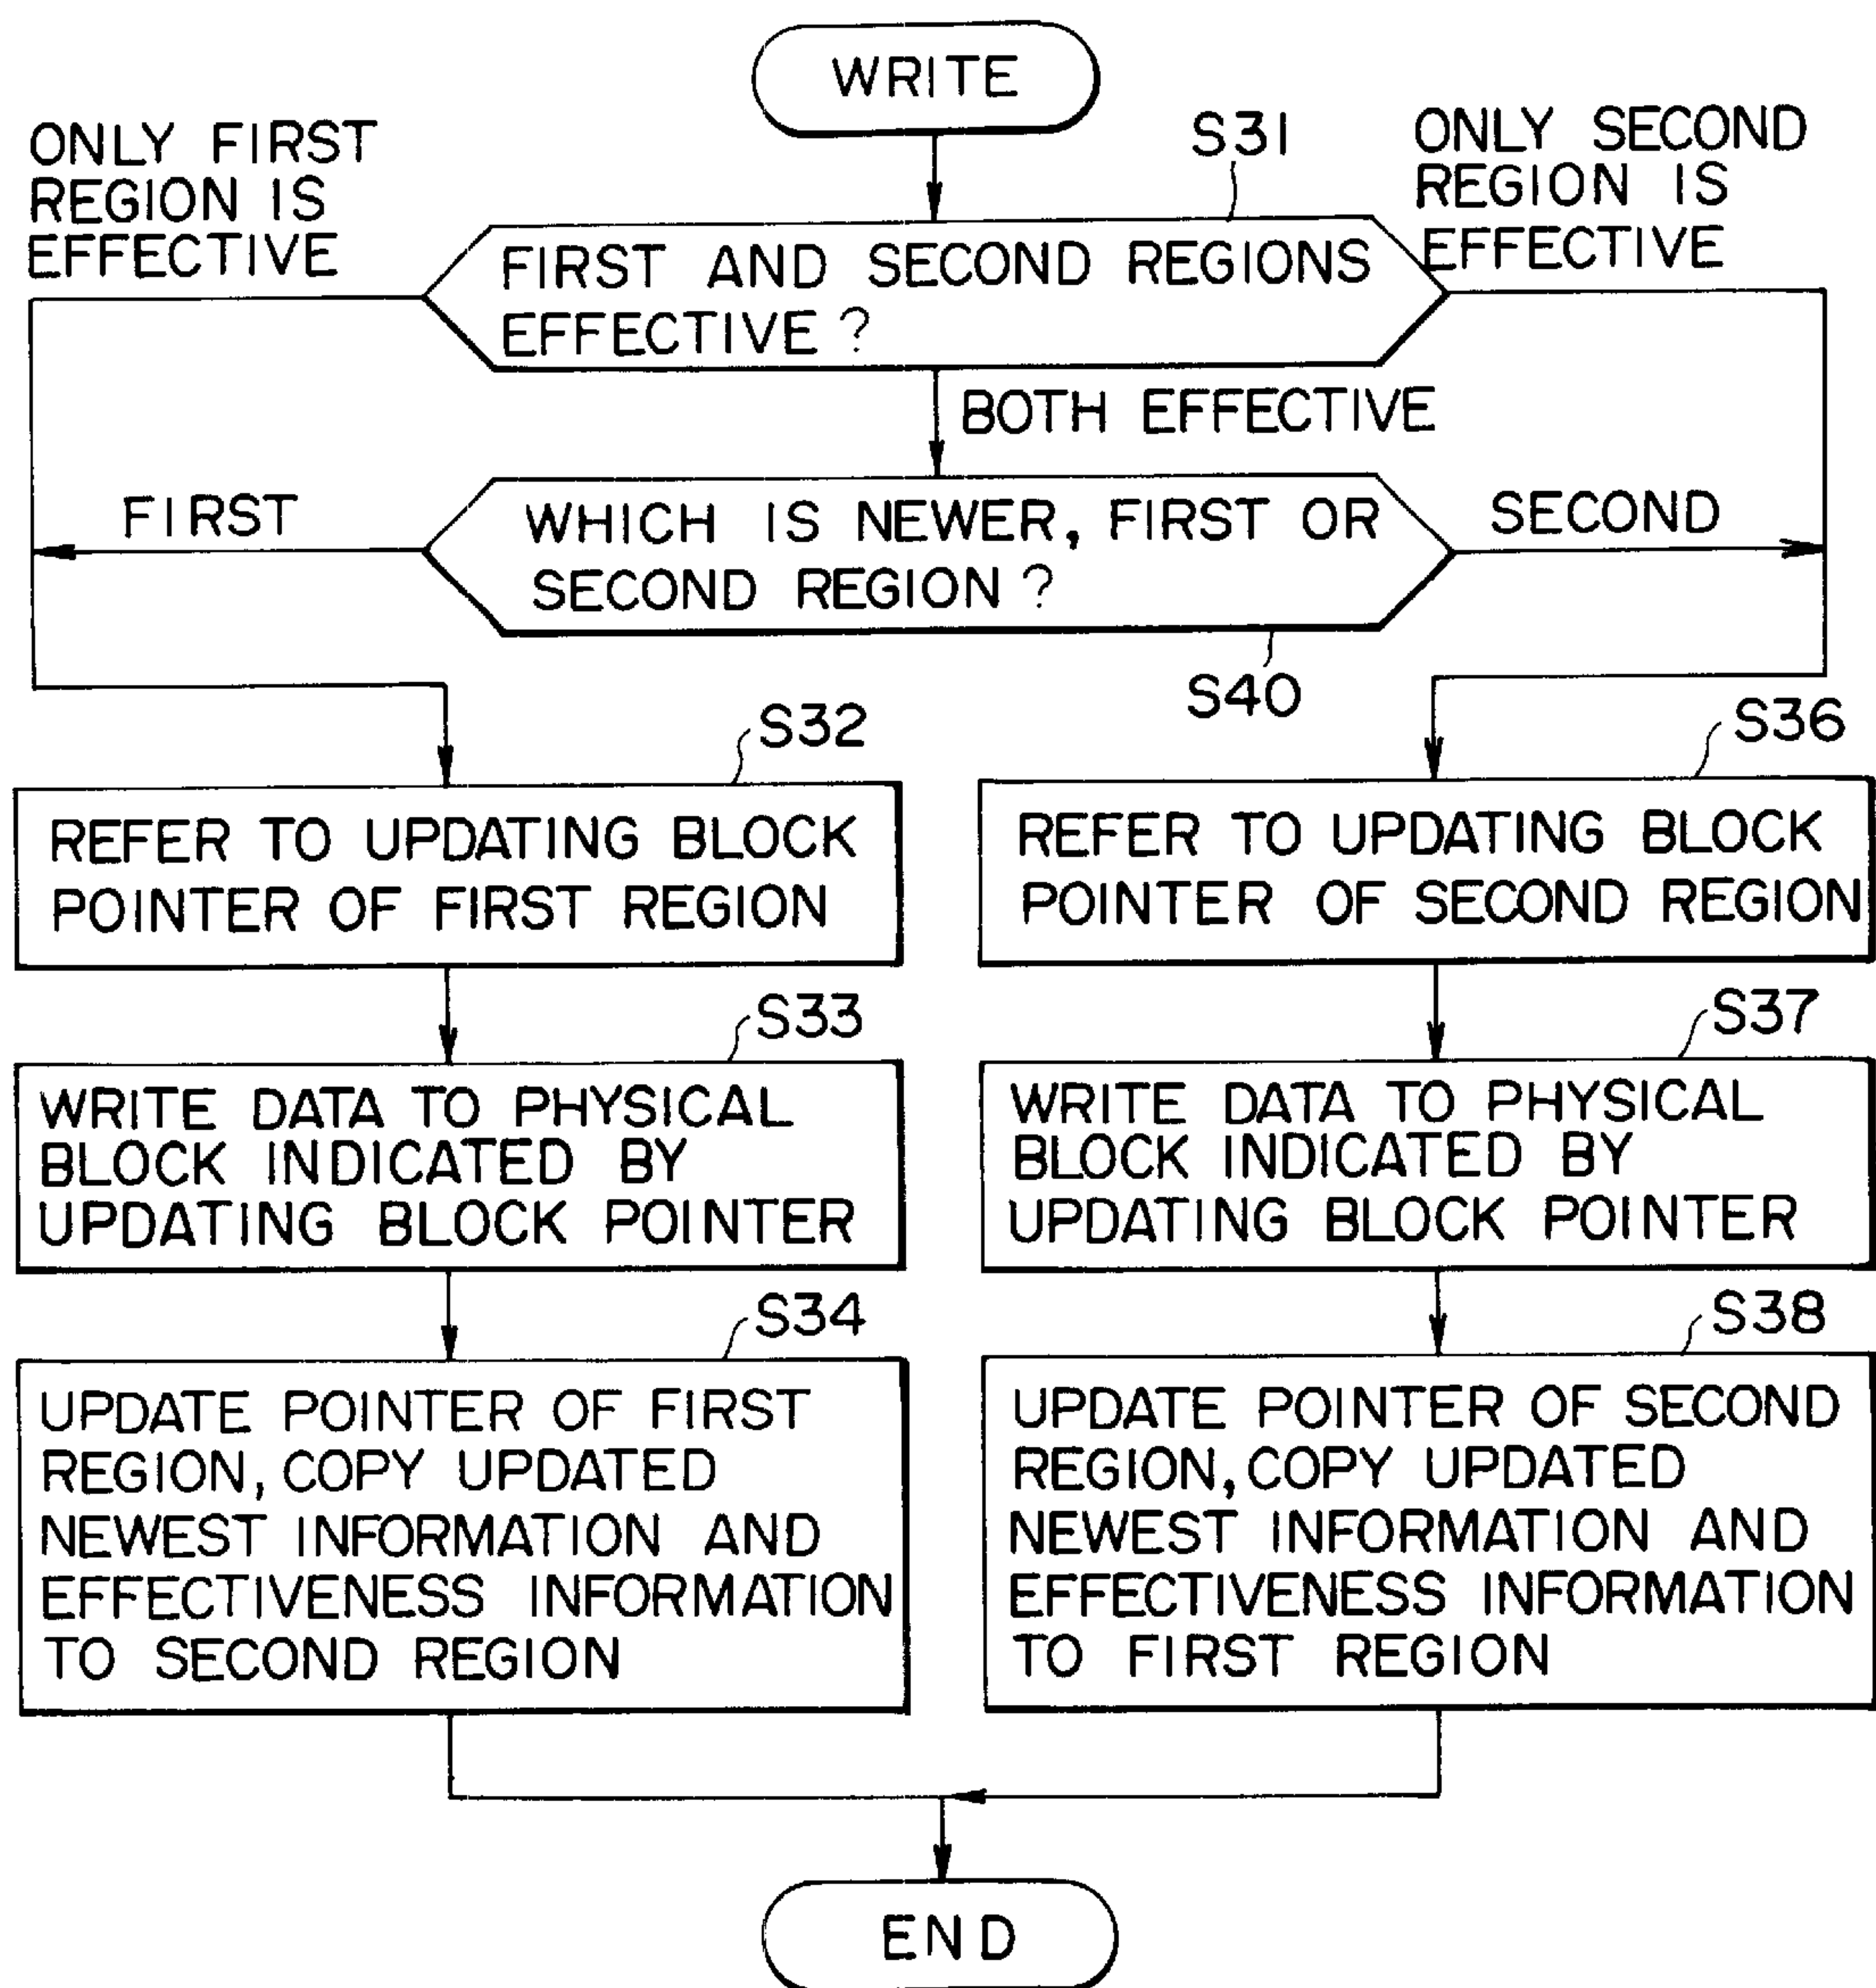 WRITE
ONLY FIRST
REGION IS
EFFECTIVE
S31
ONLY SECOND
REGION IS
EFFECTIVE
FIRST AND SECOND REGIONS
EFFECTIVE ?
BOTH EFFECTIVE
FIRST
WHICH IS NEWER, FIRST OR
SECOND REGION ?
SECOND
S40
S32
REFER TO UPDATING BLOCK
POINTER OF FIRST REGION
S33
WRITE DATA TO PHYSICAL
BLOCK INDICATED BY
UPDATING BLOCK POINTER
S34
UPDATE POINTER OF FIRST
REGION, COPY UPDATED
NEWEST INFORMATION AND
EFFECTIVENESS INFORMATION
TO SECOND REGION
S36
REFER TO UPDATING BLOCK
POINTER OF SECOND REGION
S37
WRITE DATA TO PHYSICAL
BLOCK INDICATED BY
UPDATING BLOCK POINTER
S38
UPDATE POINTER OF SECOND
REGION, COPY UPDATED
NEWEST INFORMATION AND
EFFECTIVENESS INFORMATION
TO FIRST REGION
END